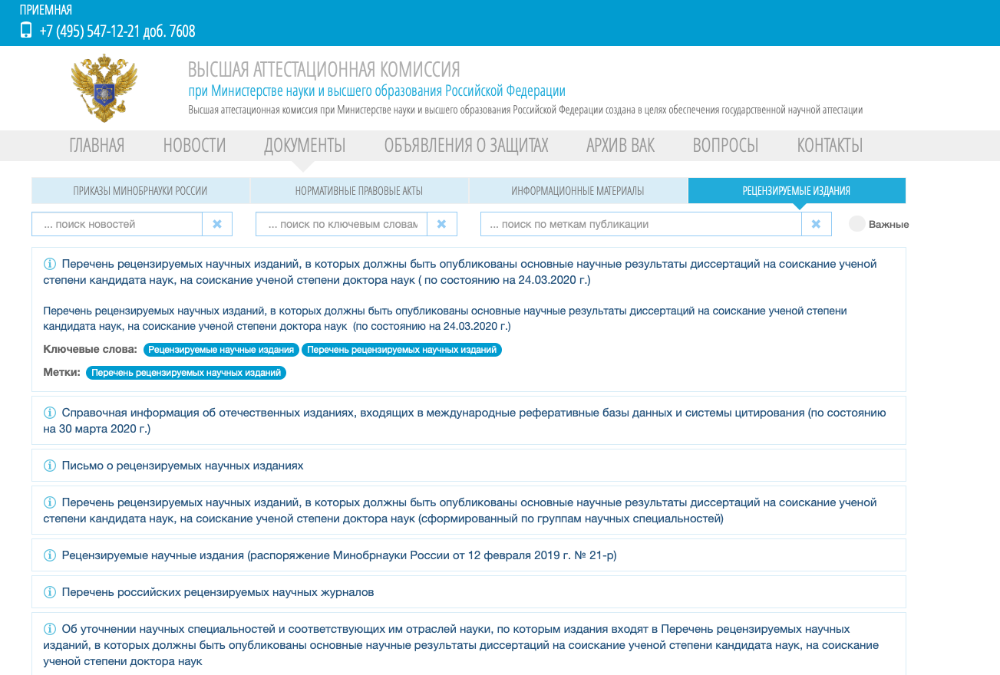 ПРИЕМНАЯ
+7 (495) 547-12-21 доб. 7608
ВЫСШАЯ АТТЕСТАЦИОННАЯ КОМИССИЯ
при Министерстве науки и высшего образования Российской Федерации
Высшая аттестационная комиссия при Министерстве науки и высшего образования Российской Федерации создана в целях обеспечения государственной научной аттестации
ГЛАВНАЯ НОВОСТИ ДОКУМЕНТЫ ОБЪЯВЛЕНИЯ О ЗАЩИТАХ АРХИВ ВАК ВОПРОСЫ КОНТАКТЫ
ПРИКАЗЫ МИНОБРНАУКИ РОССИИ НОРМАТИВНЫЕ ПРАВОВЫЕ АКТЫ ИНФОРМАЦИОННЫЕ МАТЕРИАЛЫ РЕЦЕНЗИРУЕМЫЕ ИЗДАНИЯ
... поиск новостей ... поиск по ключевым словам ... поиск по меткам публикации Важные
Перечень рецензируемых научных изданий, в которых должны быть опубликованы основные научные результаты диссертаций на соискание ученой
степени кандидата наук, на соискание ученой степени доктора наук ( по состоянию на 24.03.2020 г.)
Перечень рецензируемых научных изданий, в которых должны быть опубликованы основные научные результаты диссертаций на соискание ученой степени
кандидата наук, на соискание ученой степени доктора наук (по состоянию на 24.03.2020 г.)
Ключевые слова: Рецензируемые научные издания Перечень рецензируемых научных изданий
Метки: Перечень рецензируемых научных изданий
Справочная информация об отечественных изданиях, входящих в международные реферативные базы данных и системы цитирования (по состоянию
на 30 марта 2020 г.)
Письмо о рецензируемых научных изданиях
Перечень рецензируемых научных изданий, в которых должны быть опубликованы основные научные результаты диссертаций на соискание ученой
степени кандидата наук, на соискание ученой степени доктора наук (сформированный по группам научных специальностей)
Рецензируемые научные издания (распоряжение Минобрнауки России от 12 февраля 2019 г. № 21-р)
Перечень российских рецензируемых научных журналов
Об уточнении научных специальностей и соответствующих им отраслей науки, по которым издания входят в Перечень рецензируемых научных
изданий, в которых должны быть опубликованы основные научные результаты диссертаций на соискание ученой степени кандидата наук, на соискание
ученой степени доктора наук